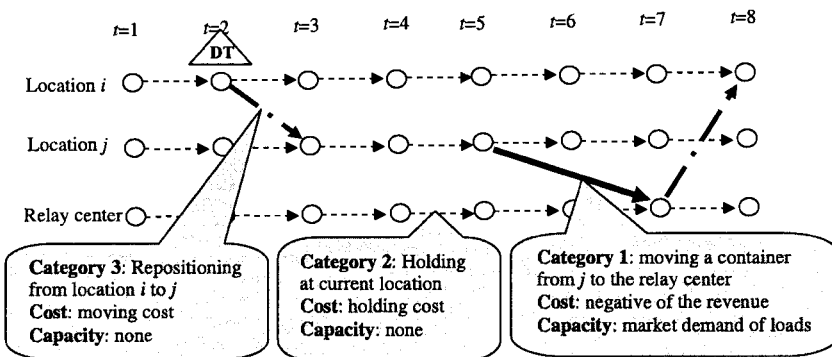 t=1 t=2 t=3 t=4 t=5 t=6 t=7 t=8
DT
Location i
Location j
Relay center
Category 3: Repositioning
from location i to j
Cost: moving cost
Capacity: none
Category 2: Holding
at current location
Cost: holding cost
Capacity: none
Category 1: moving a container
from j to the relay center
Cost: negative of the revenue
Capacity: market demand of loads